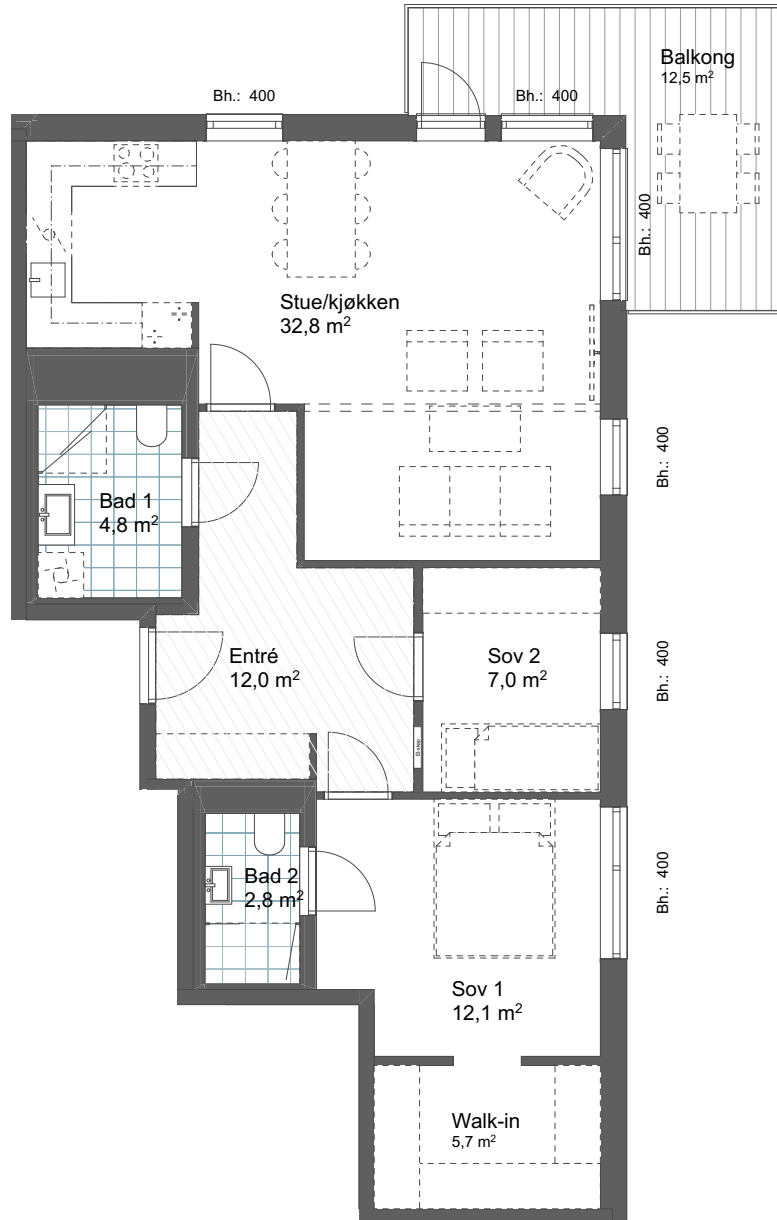 Balkong
12,5 m²
Bh.: 400
Bh.: 400
Bh.: 400
Stue/kjøkken
32,8 m²
Bh.: 400
Bad 1
4,8 m²
Entré
12,0 m²
Sov 2
7,0 m²
Bh.: 400
El-skap
Bad 2
2,8 m²
Bh.: 400
Sov 1
12,1 m²
Walk-in
5,7 m²